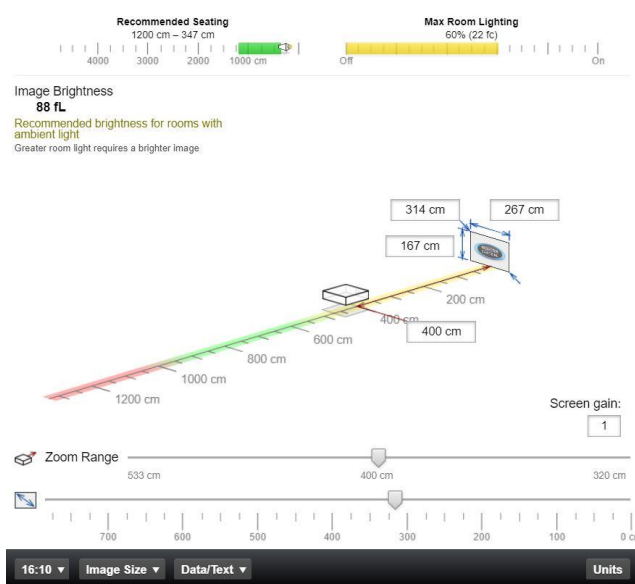 Recommended Seating
1200 cm – 347 cm
4000 3000 2000 1000 cm
Max Room Lighting
60% (22 fc)
Off On
Image Brightness
88 fL
Recommended brightness for rooms with
ambient light
Greater room light requires a brighter image
314 cm 267 cm
167 cm
200 cm
400 cm
400 cm
600 cm
800 cm
1000 cm
1200 cm
Screen gain:
1
Zoom Range
533 cm 400 cm 320 cm
700 600 500 400 300 200 100 0 c
16:10 ▼ Image Size ▼ Data/Text ▼ Units